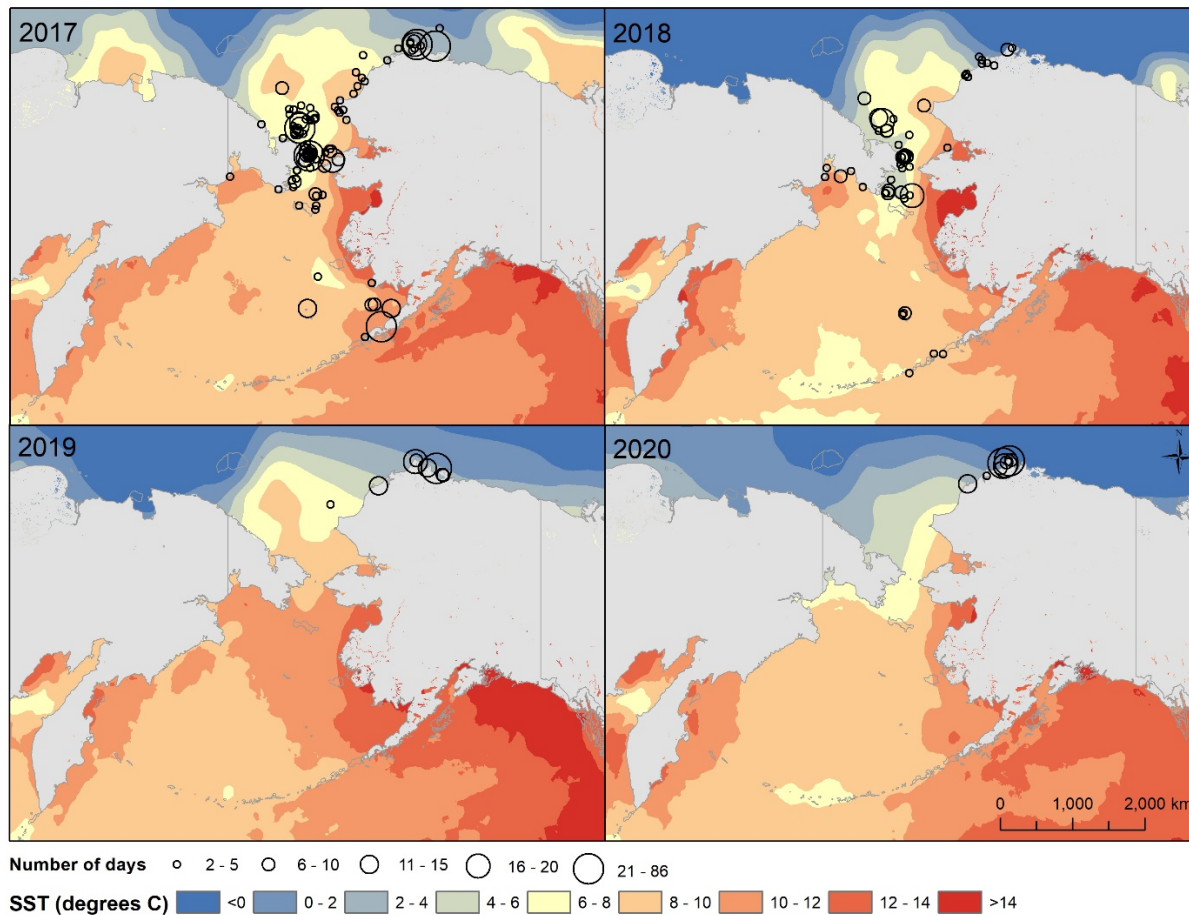 2017
2018
2019
2020
N
0 1,000 2,000 km
Number of days 2 - 5 6 - 10 11 - 15 16 - 20 21 - 86
SST (degrees C) <0 0 - 2 2 - 4 4 - 6 6 - 8 8 - 10 10 - 12 12 - 14 >14